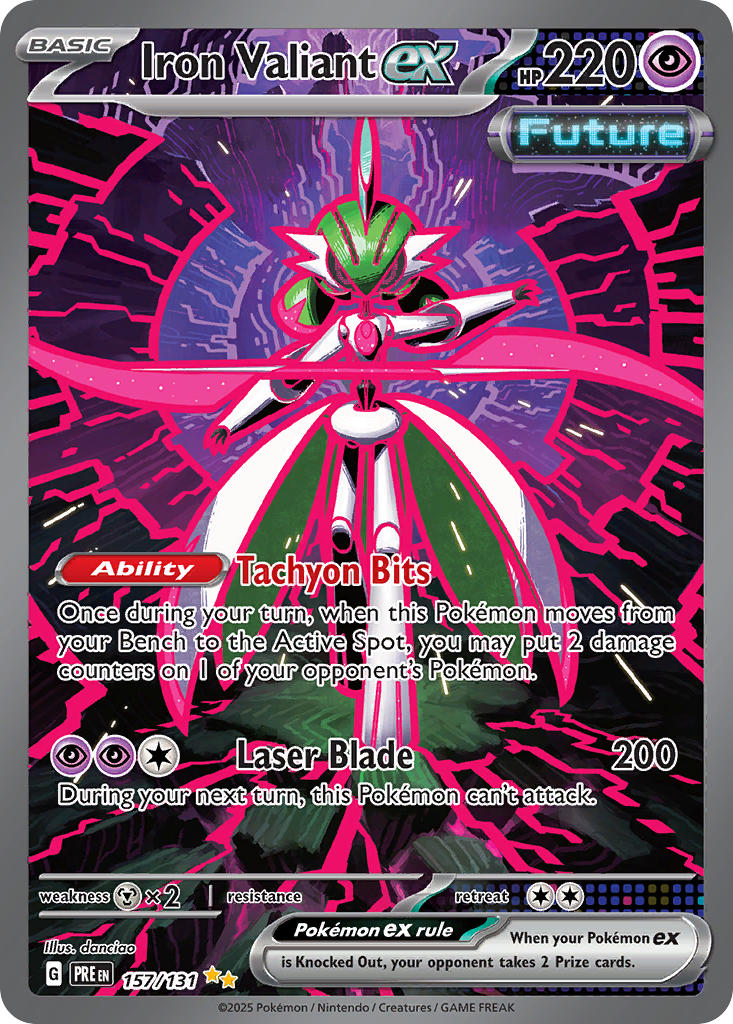 BASIC Iron Valiant ex HP 220
Future
Ability Tachyon Bits
Once during your turn, when this Pokémon moves from
your Bench to the Active Spot, you may put 2 damage
counters on 1 of your opponent's Pokémon.
Laser Blade 200
During your next turn, this Pokémon can't attack.
weakness ×2 resistance retreat
Illus. danciao
Pokémon ex rule When your Pokémon ex
is Knocked Out, your opponent takes 2 Prize cards.
G PRE EN 157/131
©2025 Pokémon / Nintendo / Creatures / GAME FREAK